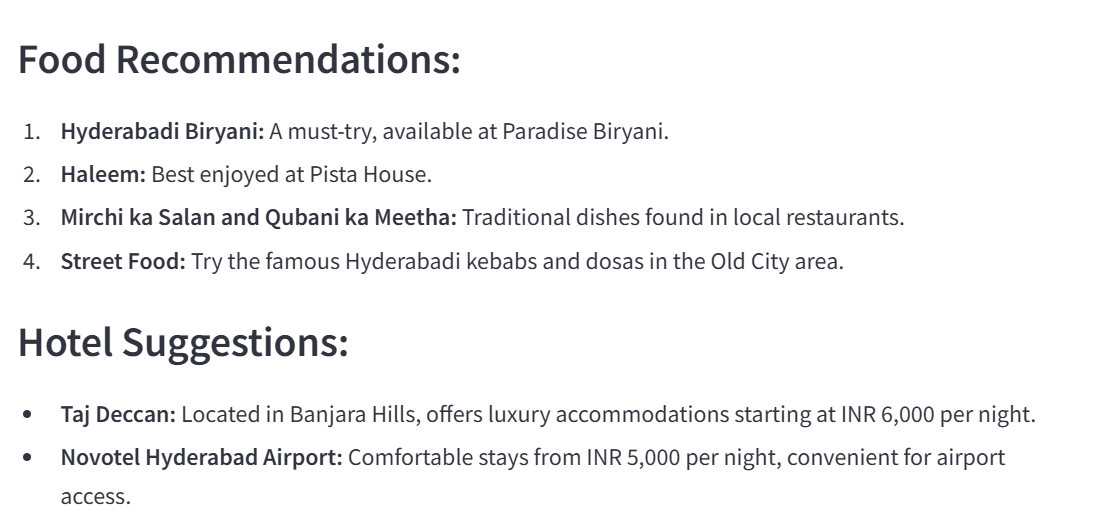 Food Recommendations:
1. Hyderabadi Biryani: A must-try, available at Paradise Biryani.
2. Haleem: Best enjoyed at Pista House.
3. Mirchi ka Salan and Qubani ka Meetha: Traditional dishes found in local restaurants.
4. Street Food: Try the famous Hyderabadi kebabs and dosas in the Old City area.
Hotel Suggestions:
• Taj Deccan: Located in Banjara Hills, offers luxury accommodations starting at INR 6,000 per night.
• Novotel Hyderabad Airport: Comfortable stays from INR 5,000 per night, convenient for airport
access.